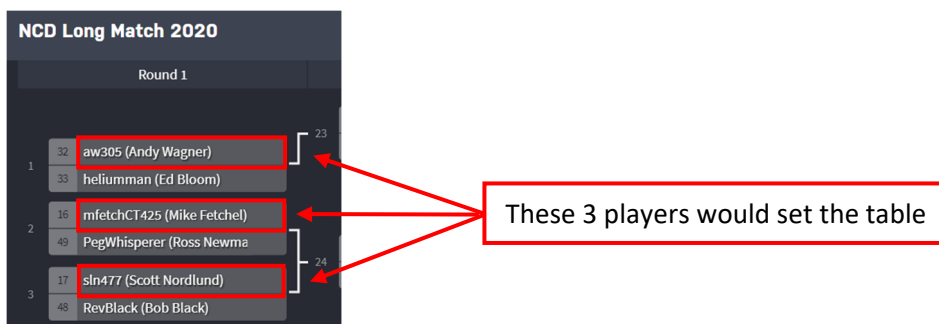 NCD Long Match 2020
Round 1
23
1
32 aw305 (Andy Wagner)
33 heliumman (Ed Bloom)
2
16 mfetchCT425 (Mike Fetchel)
49 PegWhisperer (Ross Newma
24
3
17 sln477 (Scott Nordlund)
48 RevBlack (Bob Black)
These 3 players would set the table